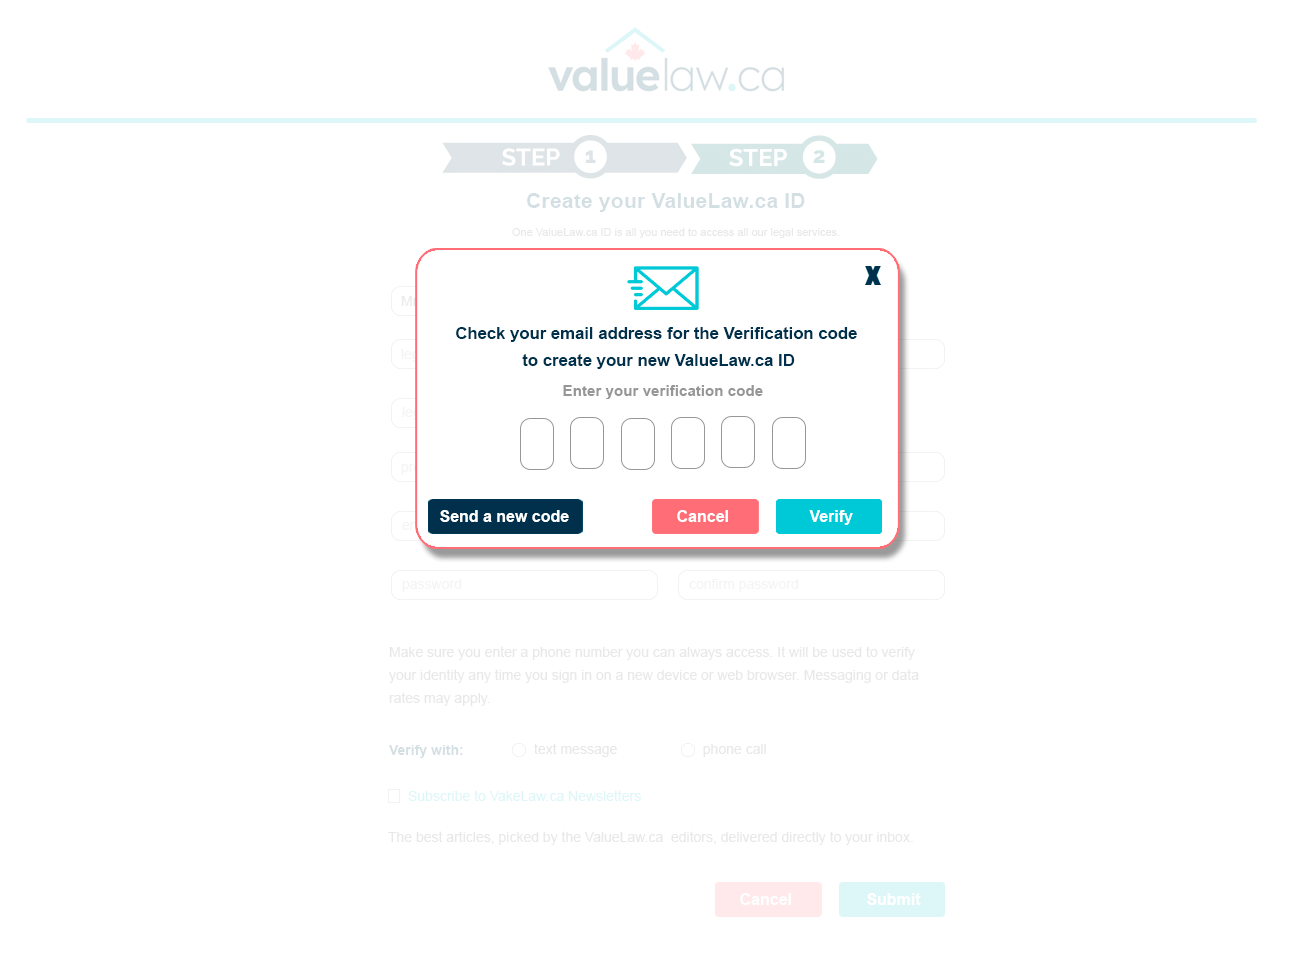 valuelaw.ca
STEP 1 STEP 2
Create your ValueLaw.ca ID
One ValueLaw.ca ID is all you need to access all our legal services.
X
Check your email address for the Verification code
to create your new ValueLaw.ca ID
Enter your verification code
Send a new code Cancel Verify
password confirm password
Make sure you enter a phone number you can always access. It will be used to verify
your identity any time you sign in on a new device or web browser. Messaging or data
rates may apply.
Verify with: text message phone call
Subscribe to VakeLaw.ca Newsletters
The best articles, picked by the ValueLaw.ca editors, delivered directly to your inbox.
Cancel Submit